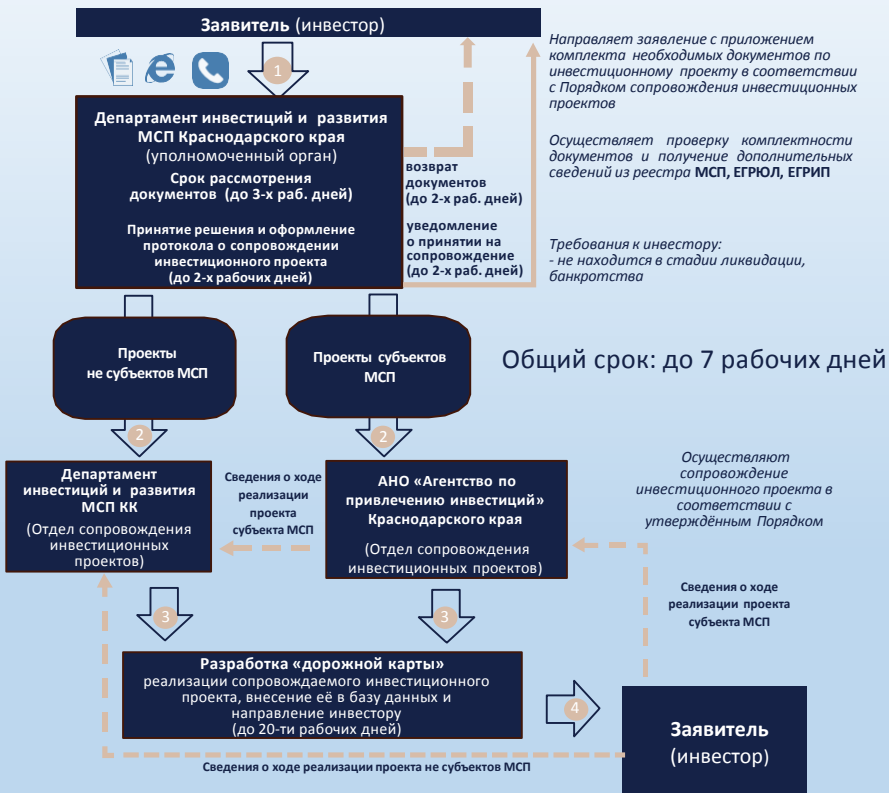 Заявитель (инвестор)
1
Департамент инвестиций и развития
МСП Краснодарского края
(уполномоченный орган)
Срок рассмотрения
документов (до 3-х раб. дней)
Принятие решения и оформление
протокола о сопровождении
инвестиционного проекта
(до 2-х рабочих дней)
возврат
документов
(до 2-х раб. дней)
уведомление
о принятии на
сопровождение
(до 2-х раб. дней)
Направляет заявление с приложением
комплекта необходимых документов по
инвестиционному проекту в соответствии
с Порядком сопровождения инвестиционных
проектов
Осуществляет проверку комплектности
документов и получение дополнительных
сведений из реестра МСП, ЕГРЮЛ, ЕГРИП
Требования к инвестору:
- не находится в стадии ликвидации,
банкротства
Проекты
не субъектов МСП
Проекты субъектов
МСП
Общий срок: до 7 рабочих дней
2
2
Департамент
инвестиций и развития
МСП КК
(Отдел сопровождения
инвестиционных
проектов)
Сведения о ходе
реализации
проекта
субъекта МСП
АНО «Агентство по
привлечению инвестиций»
Краснодарского края
(Отдел сопровождения
инвестиционных проектов)
Осуществляют
сопровождение
инвестиционного проекта в
соответствии с
утверждённым Порядком
Сведения о ходе
реализации проекта
субъекта МСП
3
3
Разработка «дорожной карты»
реализации сопровождаемого инвестиционного
проекта, внесение её в базу данных и
направление инвестору
(до 20-ти рабочих дней)
4
Заявитель
(инвестор)
Сведения о ходе реализации проекта не субъектов МСП